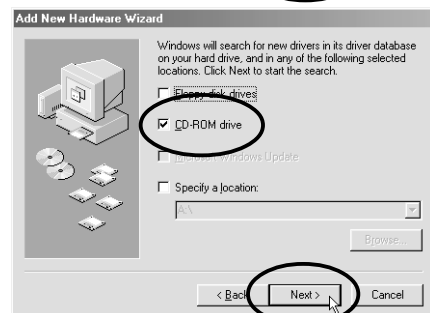 Add New Hardware Wizard
Windows will search for new drivers in its driver database
on your hard drive, and in any of the following selected
locations. Click Next to start the search.
Floppy disk drives
CD-ROM drive
Microsoft Windows Update
Specify a location:
A:\
Browse...
< Back
Next >
Cancel